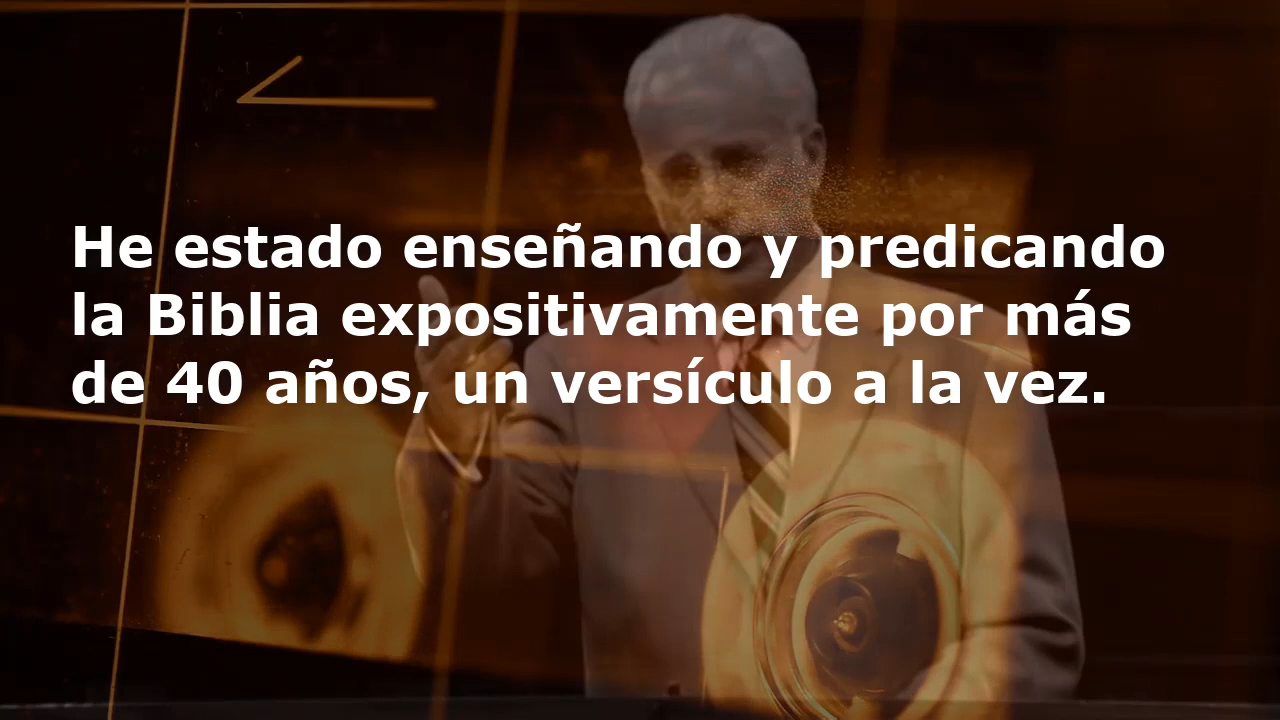 He estado enseñando y predicando
la Biblia expositivamente por más
de 40 años, un versículo a la vez.